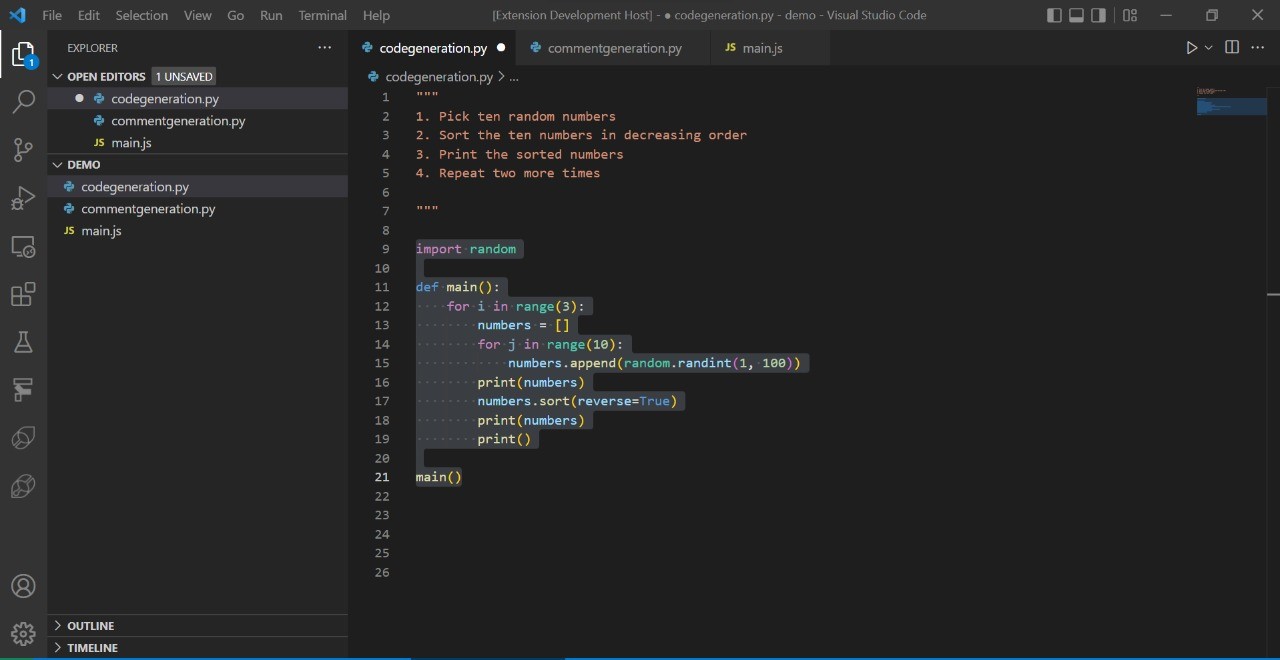 File Edit Selection View Go Run Terminal Help [Extension Development Host] - ● codegeneration.py - demo - Visual Studio Code
EXPLORER ...
1
OPEN EDITORS 1 UNSAVED
● codegeneration.py
commentgeneration.py
JS main.js
DEMO
codegeneration.py
commentgeneration.py
JS main.js
OUTLINE
TIMELINE
codegeneration.py ● commentgeneration.py JS main.js
codegeneration.py > ...
1 """
2 1. Pick ten random numbers
3 2. Sort the ten numbers in decreasing order
4 3. Print the sorted numbers
5 4. Repeat two more times
6
7 """
8
9 import random
10
11 def main():
12     for i in range(3):
13         numbers = []
14         for j in range(10):
15             numbers.append(random.randint(1, 100))
16         print(numbers)
17         numbers.sort(reverse=True)
18         print(numbers)
19         print()
20
21 main()
22
23
24
25
26